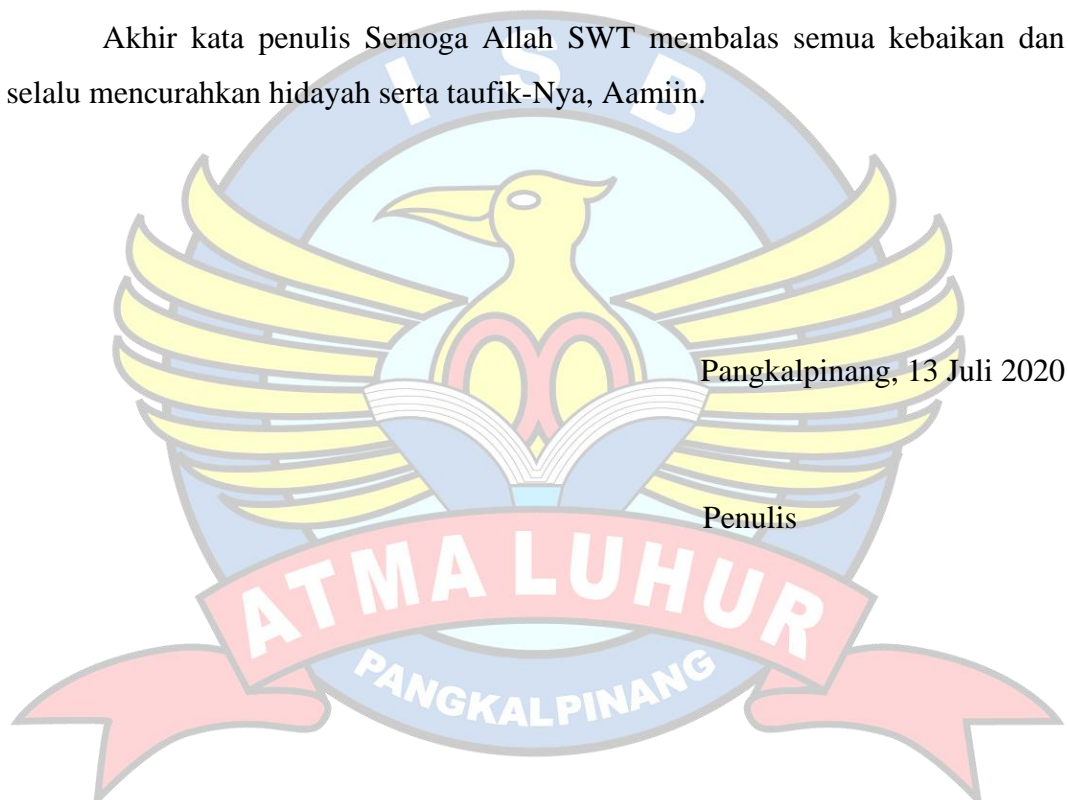 Akhir kata penulis Semoga Allah SWT membalas semua kebaikan dan
selalu mencurahkan hidayah serta taufik-Nya, Aamiin.
I S B
Pangkalpinang, 13 Juli 2020
Penulis
ATMA LUHUR
PANGKALPINANG